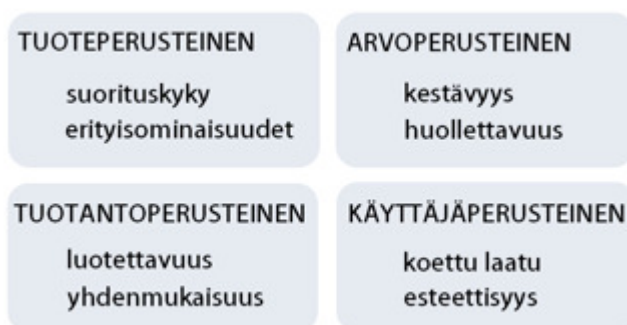 TUOTEPERUSTEINEN
suorituskyky
erityisominaisuudet
ARVOPERUSTEINEN
kestävyys
huollettavuus
TUOTANTOPERUSTEINEN
luotettavuus
yhdenmukaisuus
KÄYTTÄJÄPERUSTEINEN
koettu laatu
esteettisyys